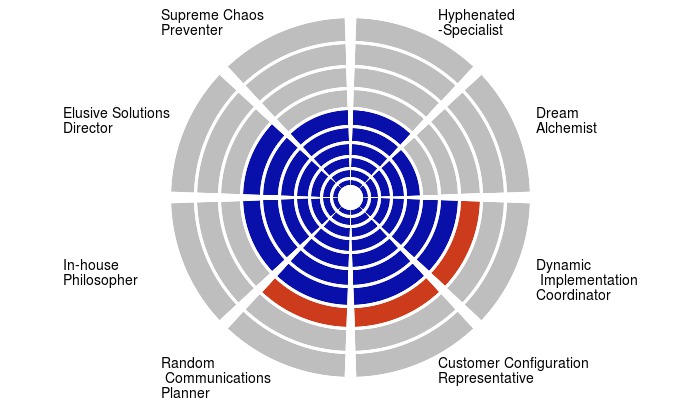 Supreme Chaos
Preventer
Hyphenated
-Specialist
Elusive Solutions
Director
Dream
Alchemist
In-house
Philosopher
Dynamic
Implementation
Coordinator
Random
Communications
Planner
Customer Configuration
Representative